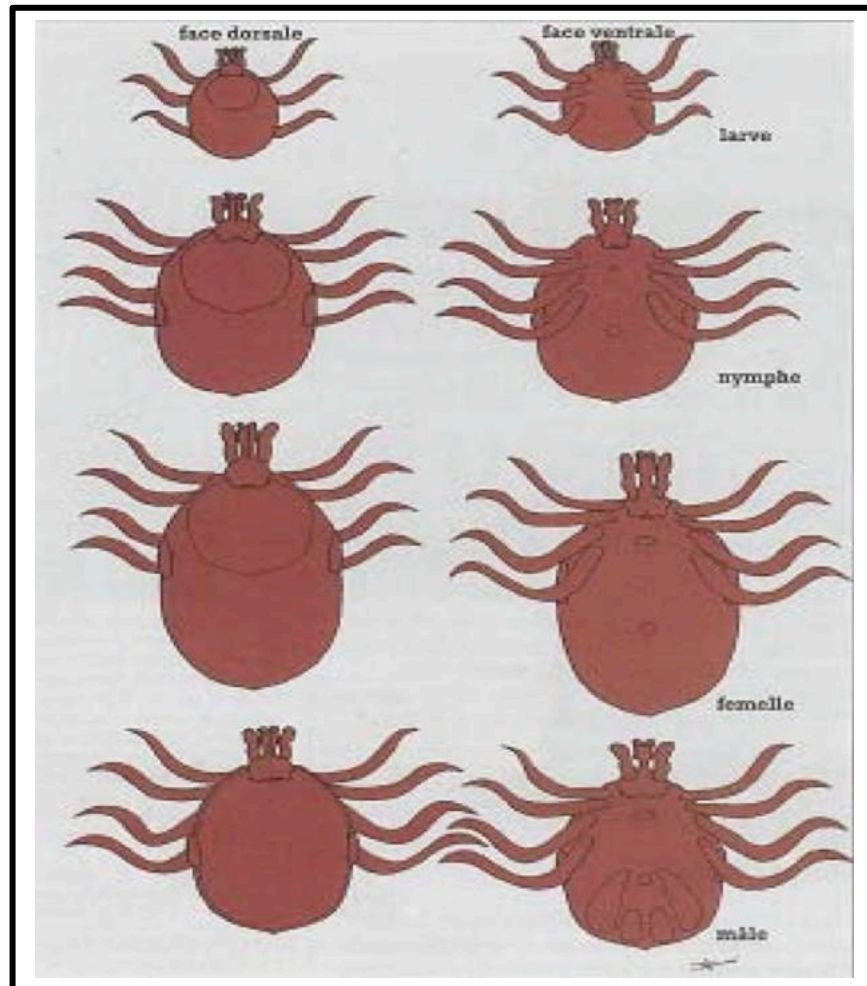 face dorsale face ventrale
larve
nymphe
femelle
mâle